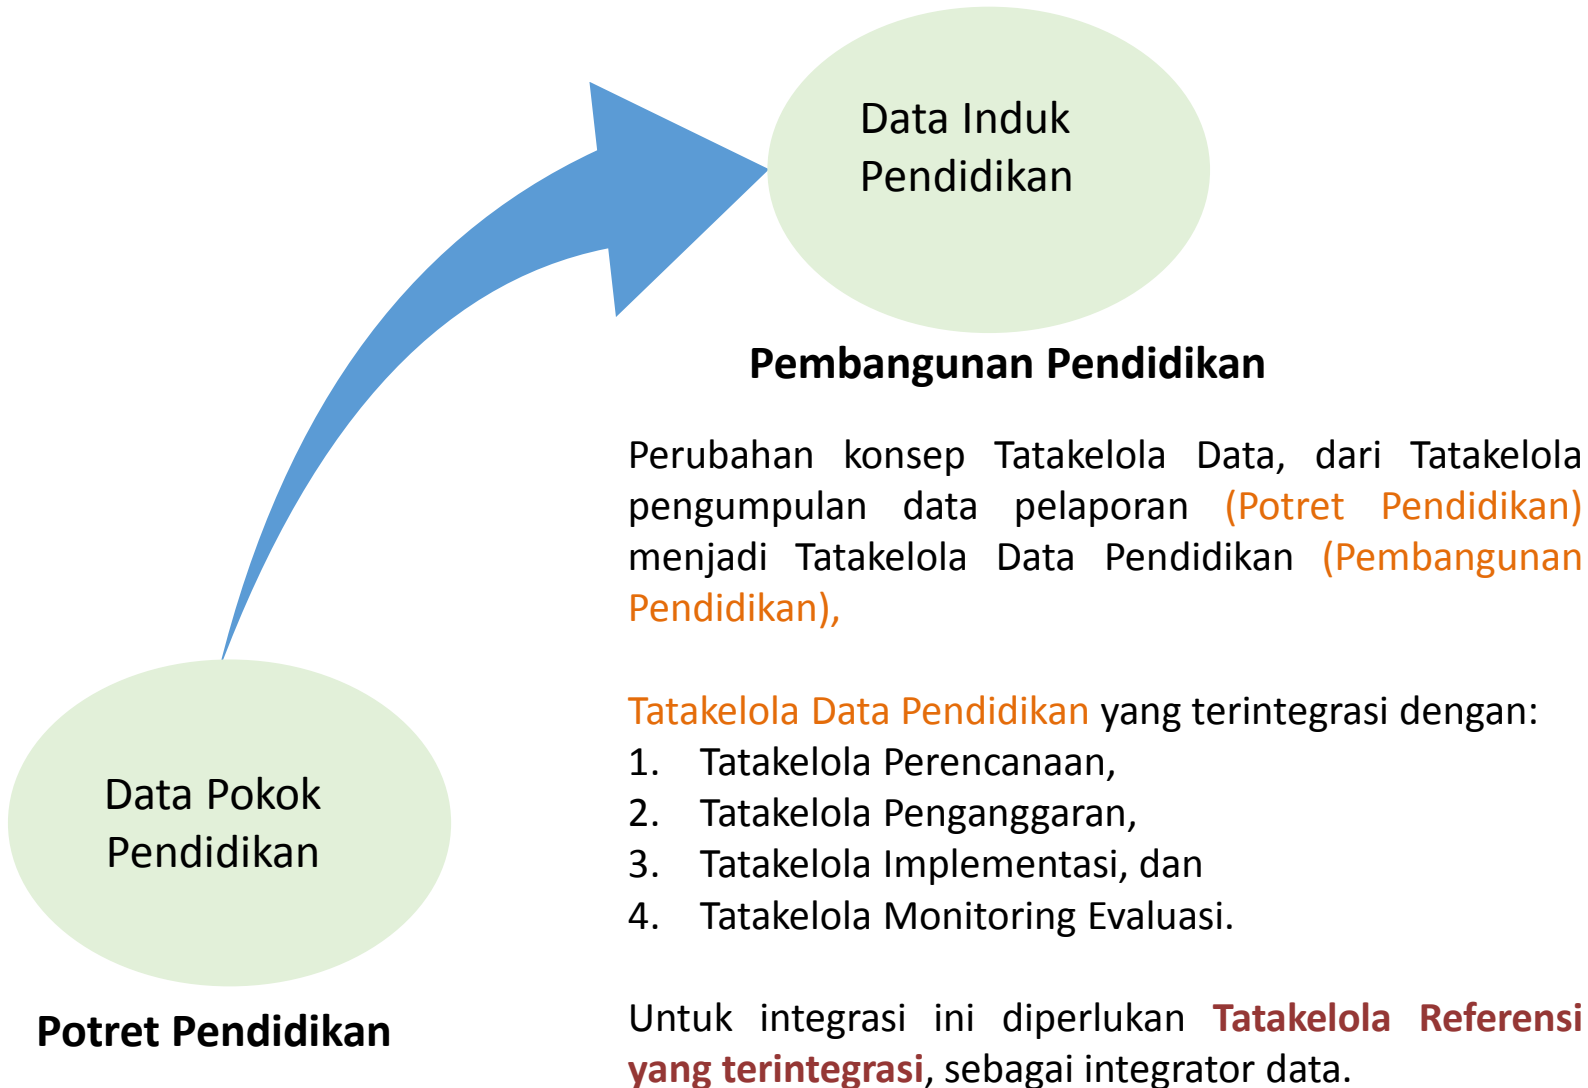 Data Induk
Pendidikan
Pembangunan Pendidikan
Perubahan konsep Tatakelola Data, dari Tatakelola
pengumpulan data pelaporan (Potret Pendidikan)
menjadi Tatakelola Data Pendidikan (Pembangunan
Pendidikan),
Tatakelola Data Pendidikan yang terintegrasi dengan:
1. Tatakelola Perencanaan,
2. Tatakelola Penganggaran,
3. Tatakelola Implementasi, dan
4. Tatakelola Monitoring Evaluasi.
Untuk integrasi ini diperlukan Tatakelola Referensi
yang terintegrasi, sebagai integrator data.
Data Pokok
Pendidikan
Potret Pendidikan